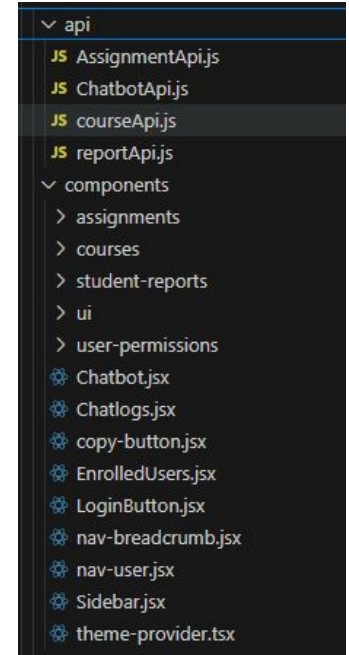 api
JS AssignmentApi.js
JS ChatbotApi.js
JS courseApi.js
JS reportApi.js
components
assignments
courses
student-reports
ui
user-permissions
Chatbot.jsx
Chatlogs.jsx
copy-button.jsx
EnrolledUsers.jsx
LoginButton.jsx
nav-breadcrumb.jsx
nav-user.jsx
Sidebar.jsx
theme-provider.tsx